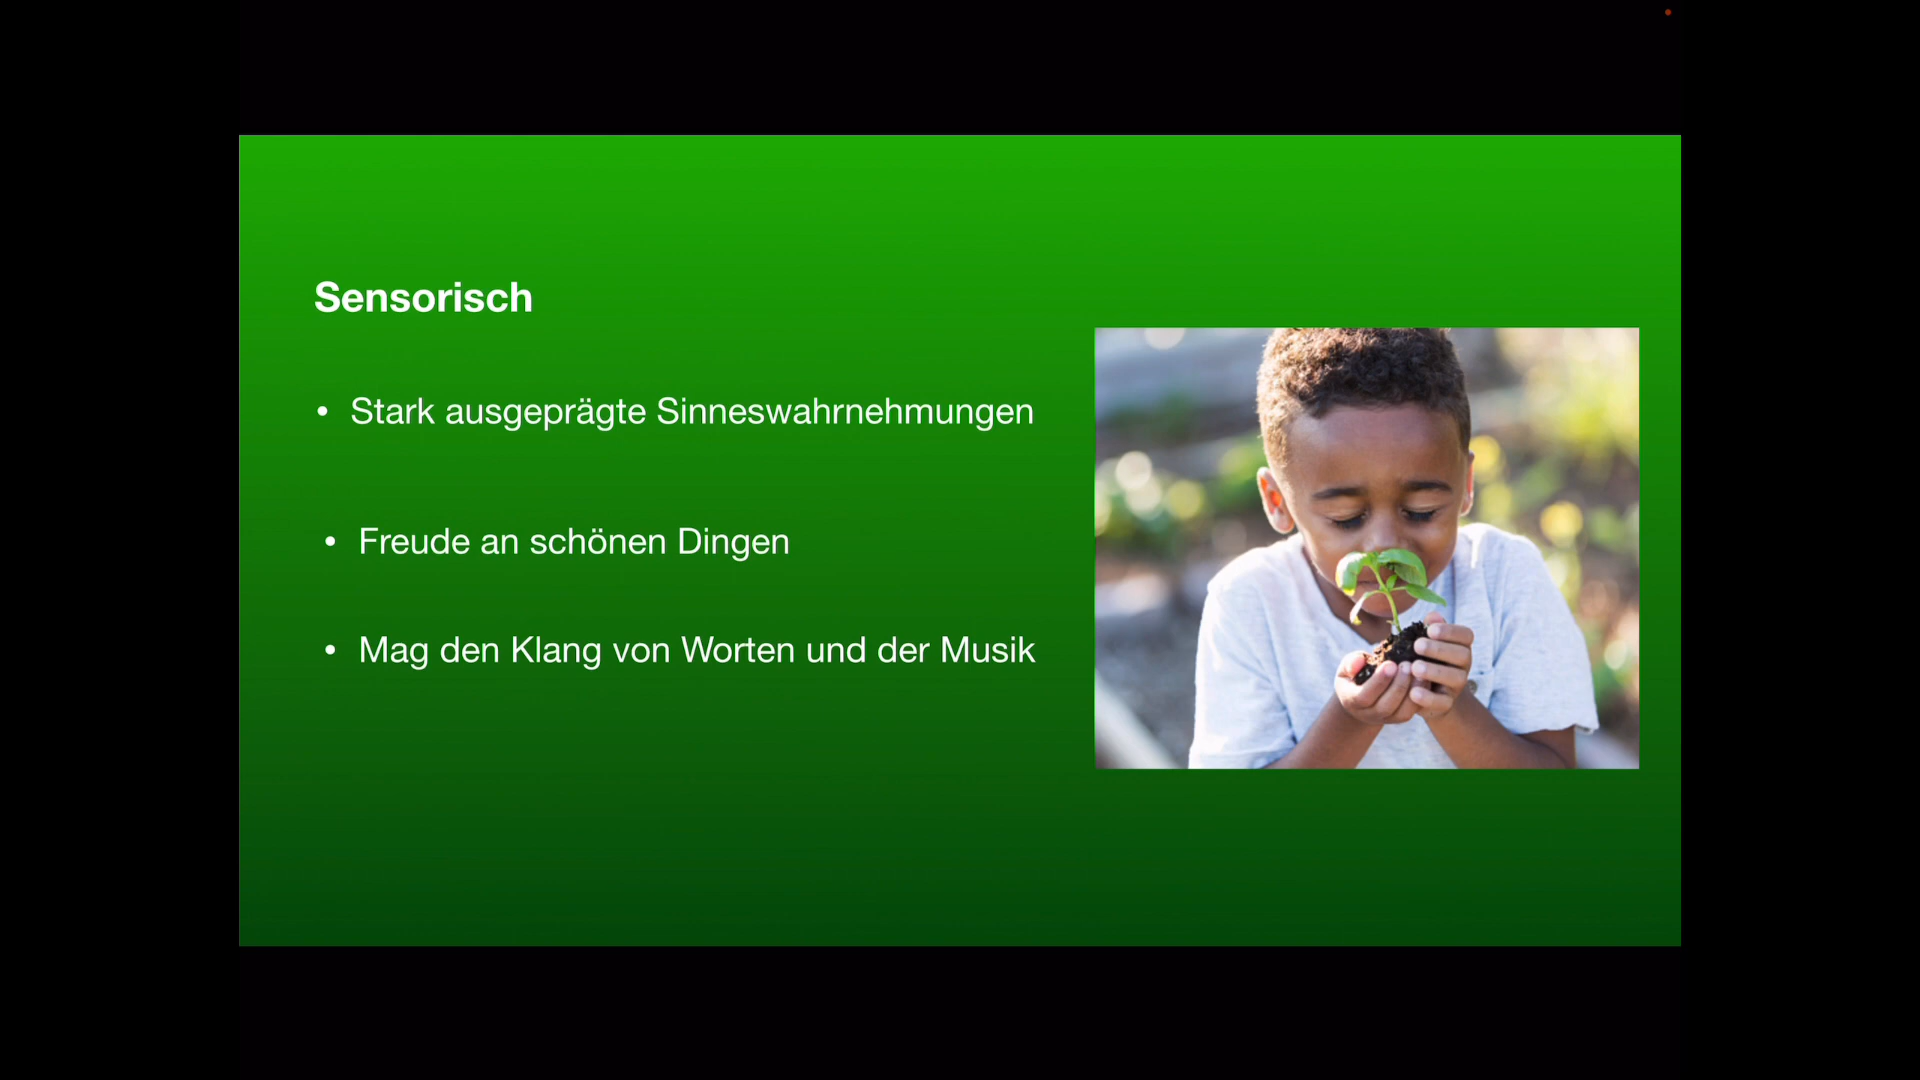 Sensorisch
• Stark ausgeprägte Sinneswahrnehmungen
• Freude an schönen Dingen
• Mag den Klang von Worten und der Musik